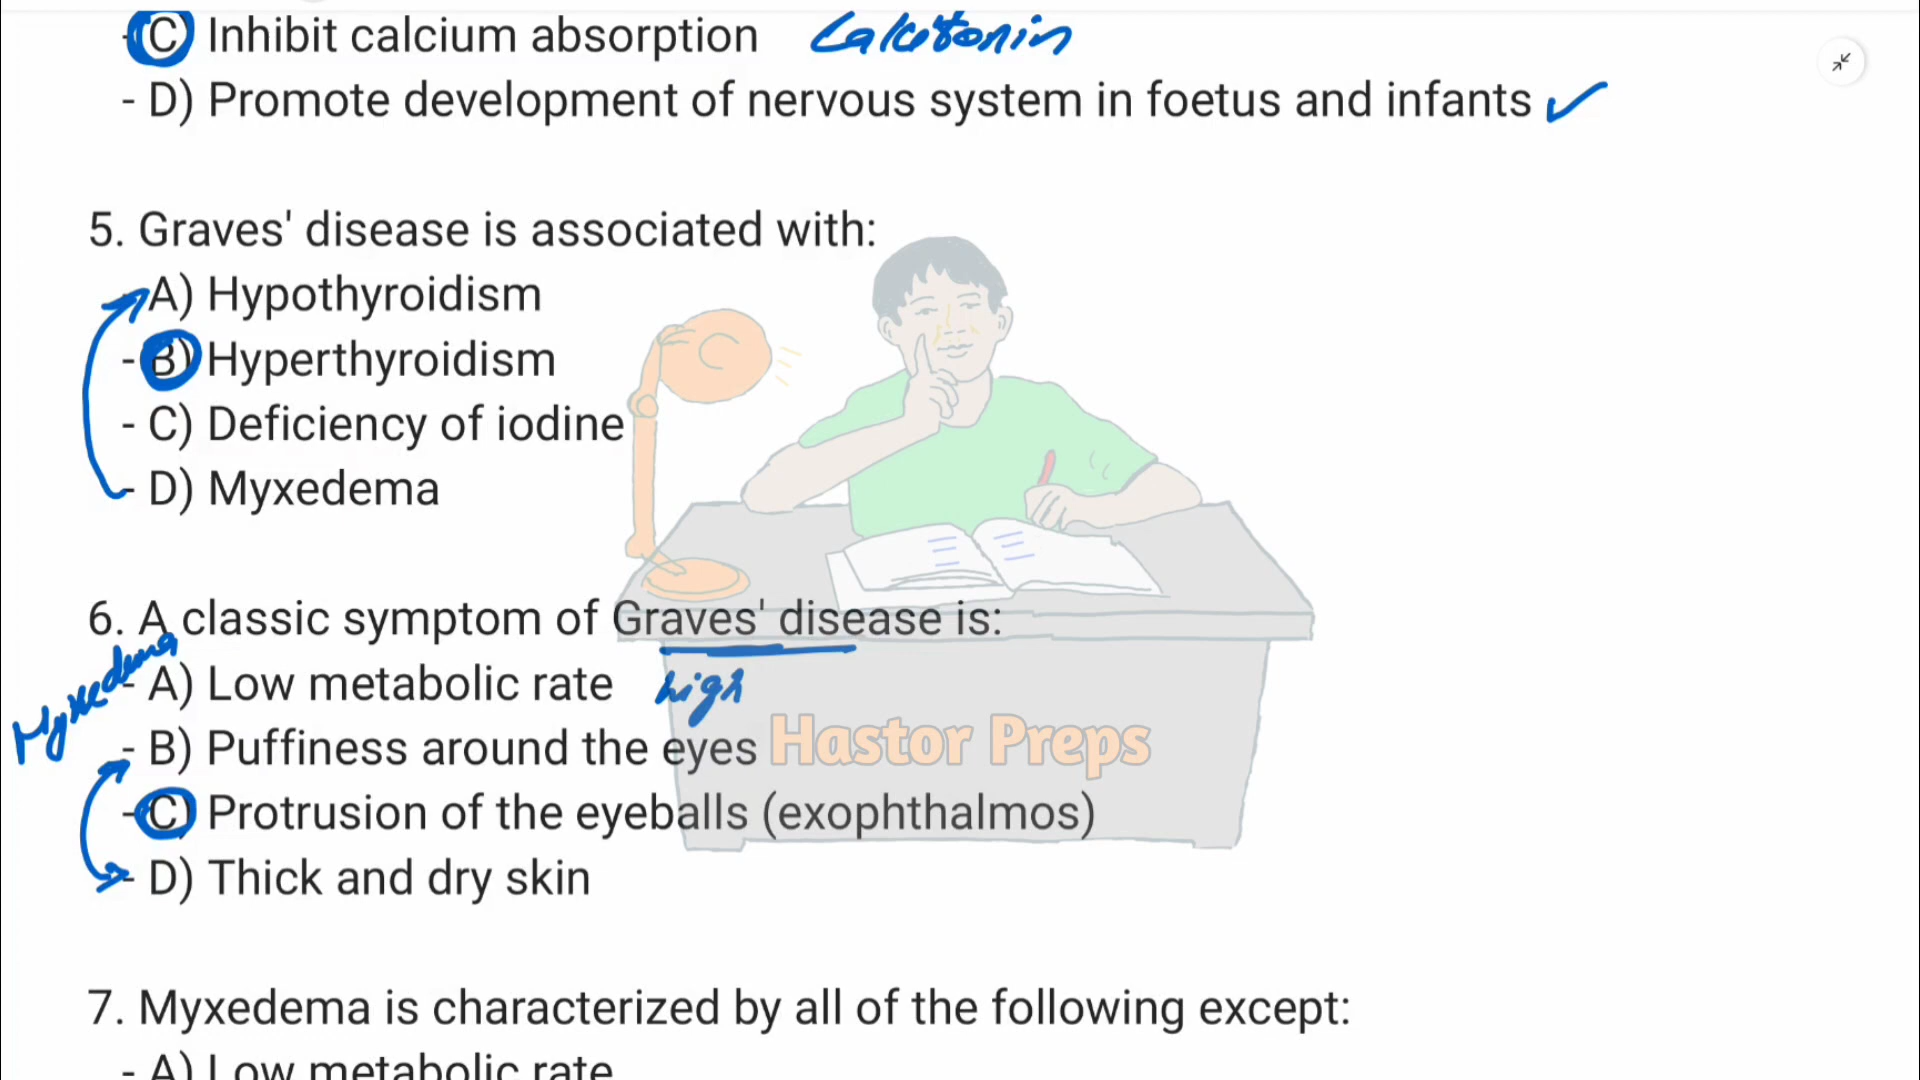 - C) Inhibit calcium absorption Calcitonin
- D) Promote development of nervous system in foetus and infants ✓
5. Graves' disease is associated with:
A) Hypothyroidism
- B) Hyperthyroidism
- C) Deficiency of iodine
- D) Myxedema
6. A classic symptom of Graves' disease is:
Myxedema
- A) Low metabolic rate high
- B) Puffiness around the eyes
Hastor Preps
- C) Protrusion of the eyeballs (exophthalmos)
- D) Thick and dry skin
7. Myxedema is characterized by all of the following except:
- A) Low metabolic rate